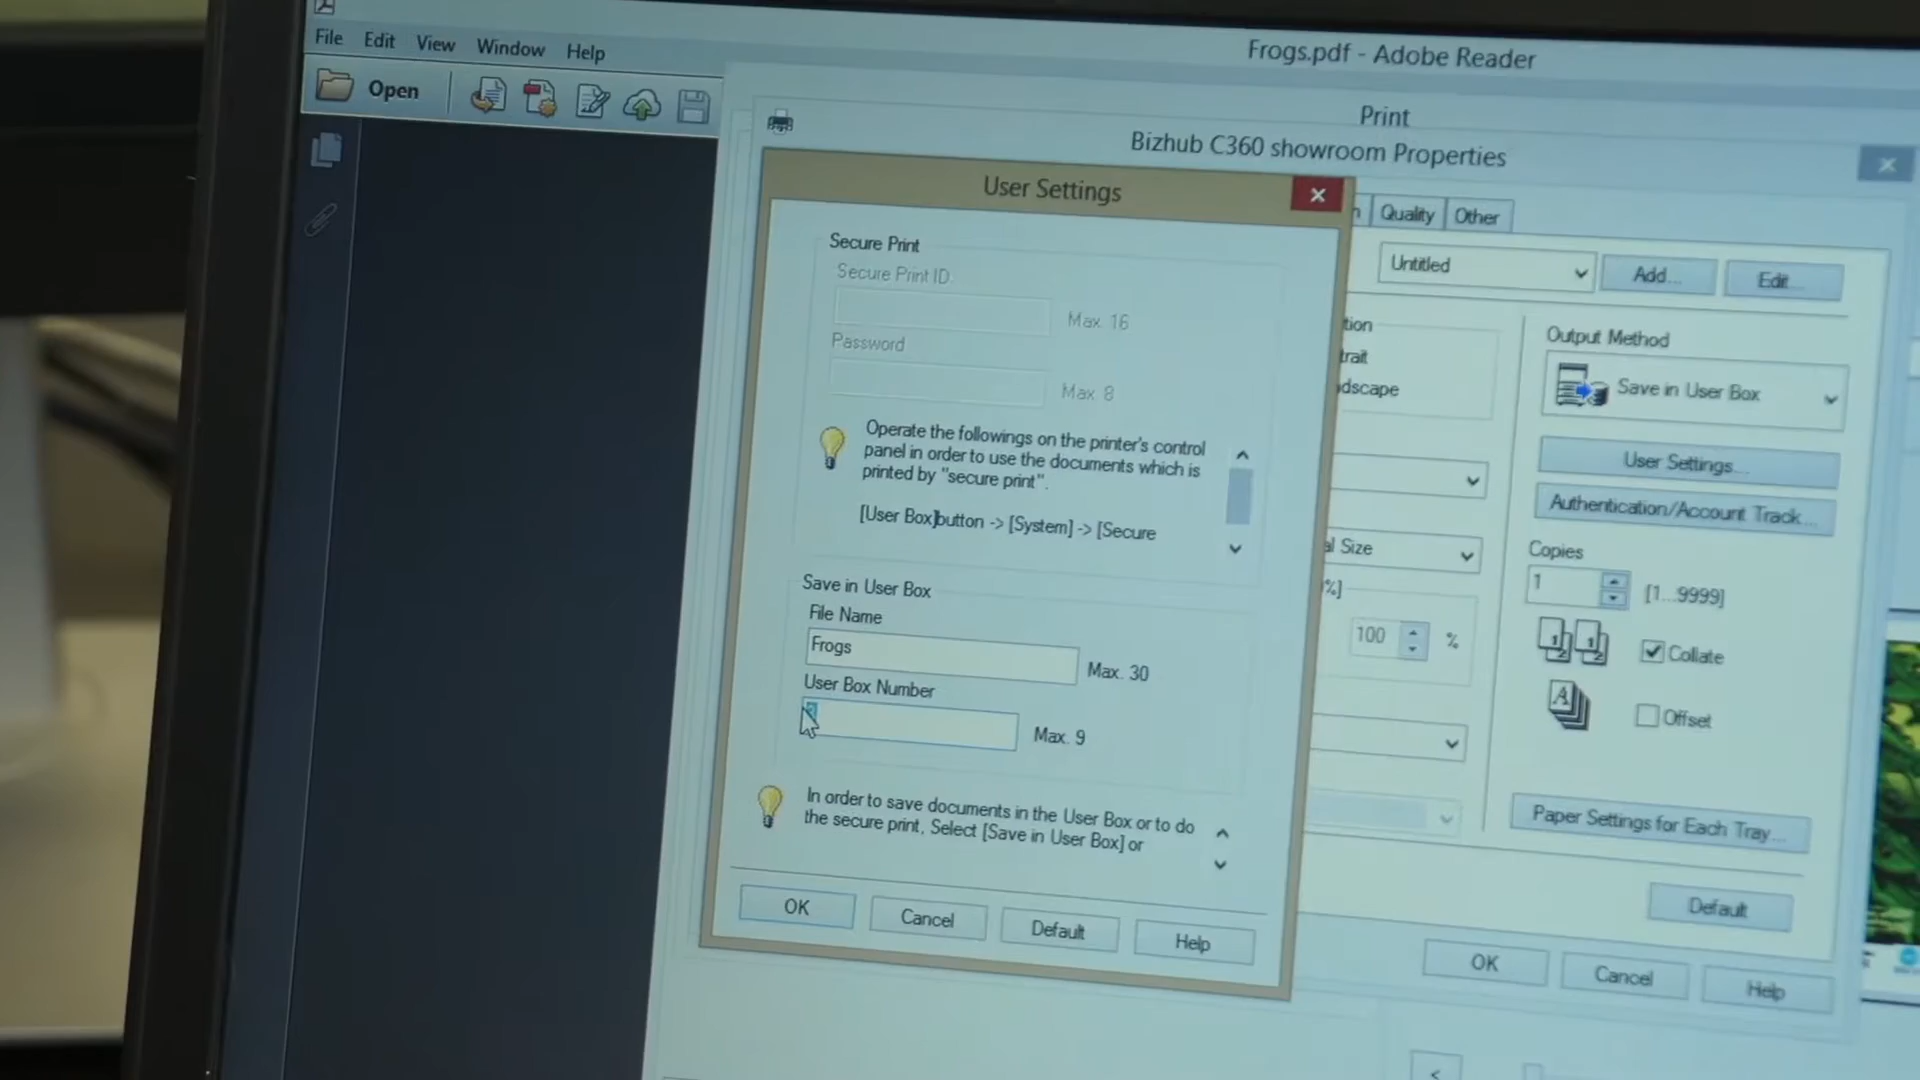 File Edit View Window Help
Frogs.pdf - Adobe Reader
Open
Print
Bizhub C360 showroom Properties
User Settings
Quality
Other
Secure Print
Secure Print ID
Max. 16
Password
Max 8
Operate the followings on the printer's control
panel in order to use the documents which is
printed by "secure print".
[User Box]button -> [System] -> [Secure
Save in User Box
File Name
Frogs
Max. 30
User Box Number
Max. 9
In order to save documents in the User Box or to do
the secure print, Select [Save in User Box] or
OK
Cancel
Default
Help
Untitled
Add...
Edit...
tion
trait
dscape
Output Method
Save in User Box
User Settings...
Authentication/Account Track...
Copies
1
[1...9999]
al Size
%]
100
%
Collate
Offset
Paper Settings for Each Tray...
Default
OK
Cancel
Help